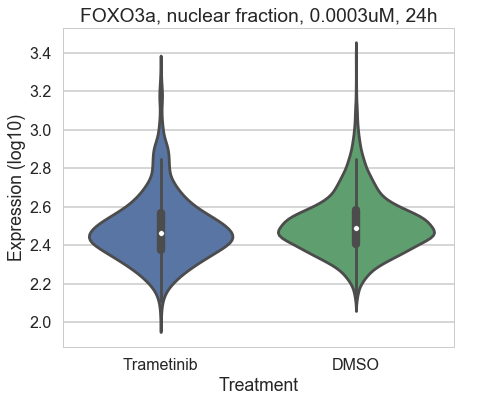 FOXO3a, nuclear fraction, 0.0003uM, 24h
Expression (log10)
3.4
3.2
3.0
2.8
2.6
2.4
2.2
2.0
Trametinib
DMSO
Treatment